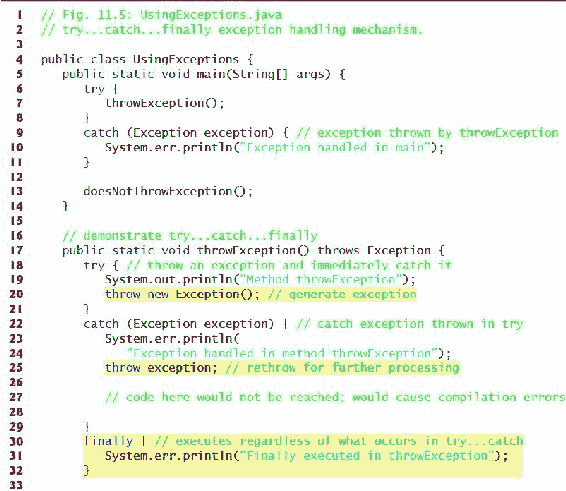 1 // Fig. 11.5: UsingExceptions.java
2 // try...catch...finally exception handling mechanism.
3
4 public class UsingExceptions {
5 public static void main(String[] args) {
6 try {
7 throwException();
8 }
9 catch (Exception exception) { // exception thrown by throwException
10 System.err.println("Exception handled in main");
11 }
12
13 doesNotThrowException();
14 }
15
16 // demonstrate try...catch...finally
17 public static void throwException() throws Exception {
18 try { // throw an exception and immediately catch it
19 System.out.println("Method throwException");
20 throw new Exception(); // generate exception
21 }
22 catch (Exception exception) { // catch exception thrown in try
23 System.err.println(
24 "Exception handled in method throwException");
25 throw exception; // rethrow for further processing
26
27 // code here would not be reached; would cause compilation errors
28
29 }
30 finally { // executes regardless of what occurs in try...catch
31 System.err.println("Finally executed in throwException");
32 }
33